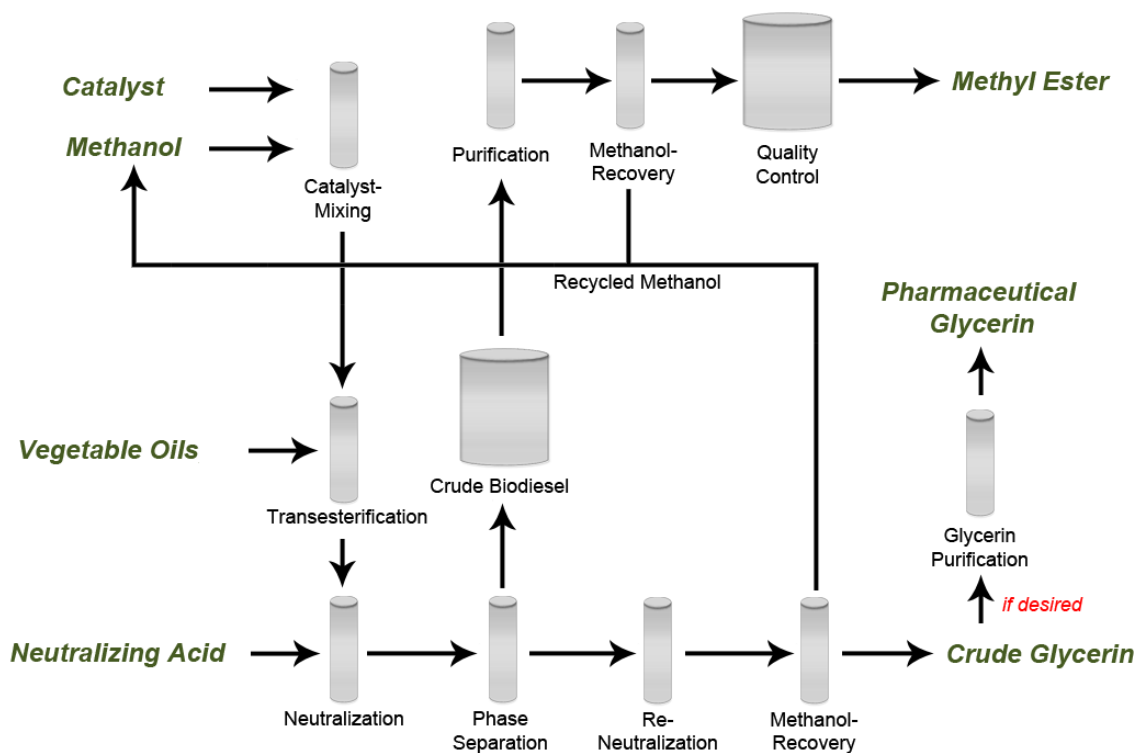 Catalyst
Methanol
Catalyst-
Mixing
Purification
Methanol-
Recovery
Quality
Control
Methyl Ester
Recycled Methanol
Pharmaceutical
Glycerin
Vegetable Oils
Transesterification
Crude Biodiesel
Glycerin
Purification
if desired
Neutralizing Acid
Neutralization
Phase
Separation
Re-
Neutralization
Methanol-
Recovery
Crude Glycerin